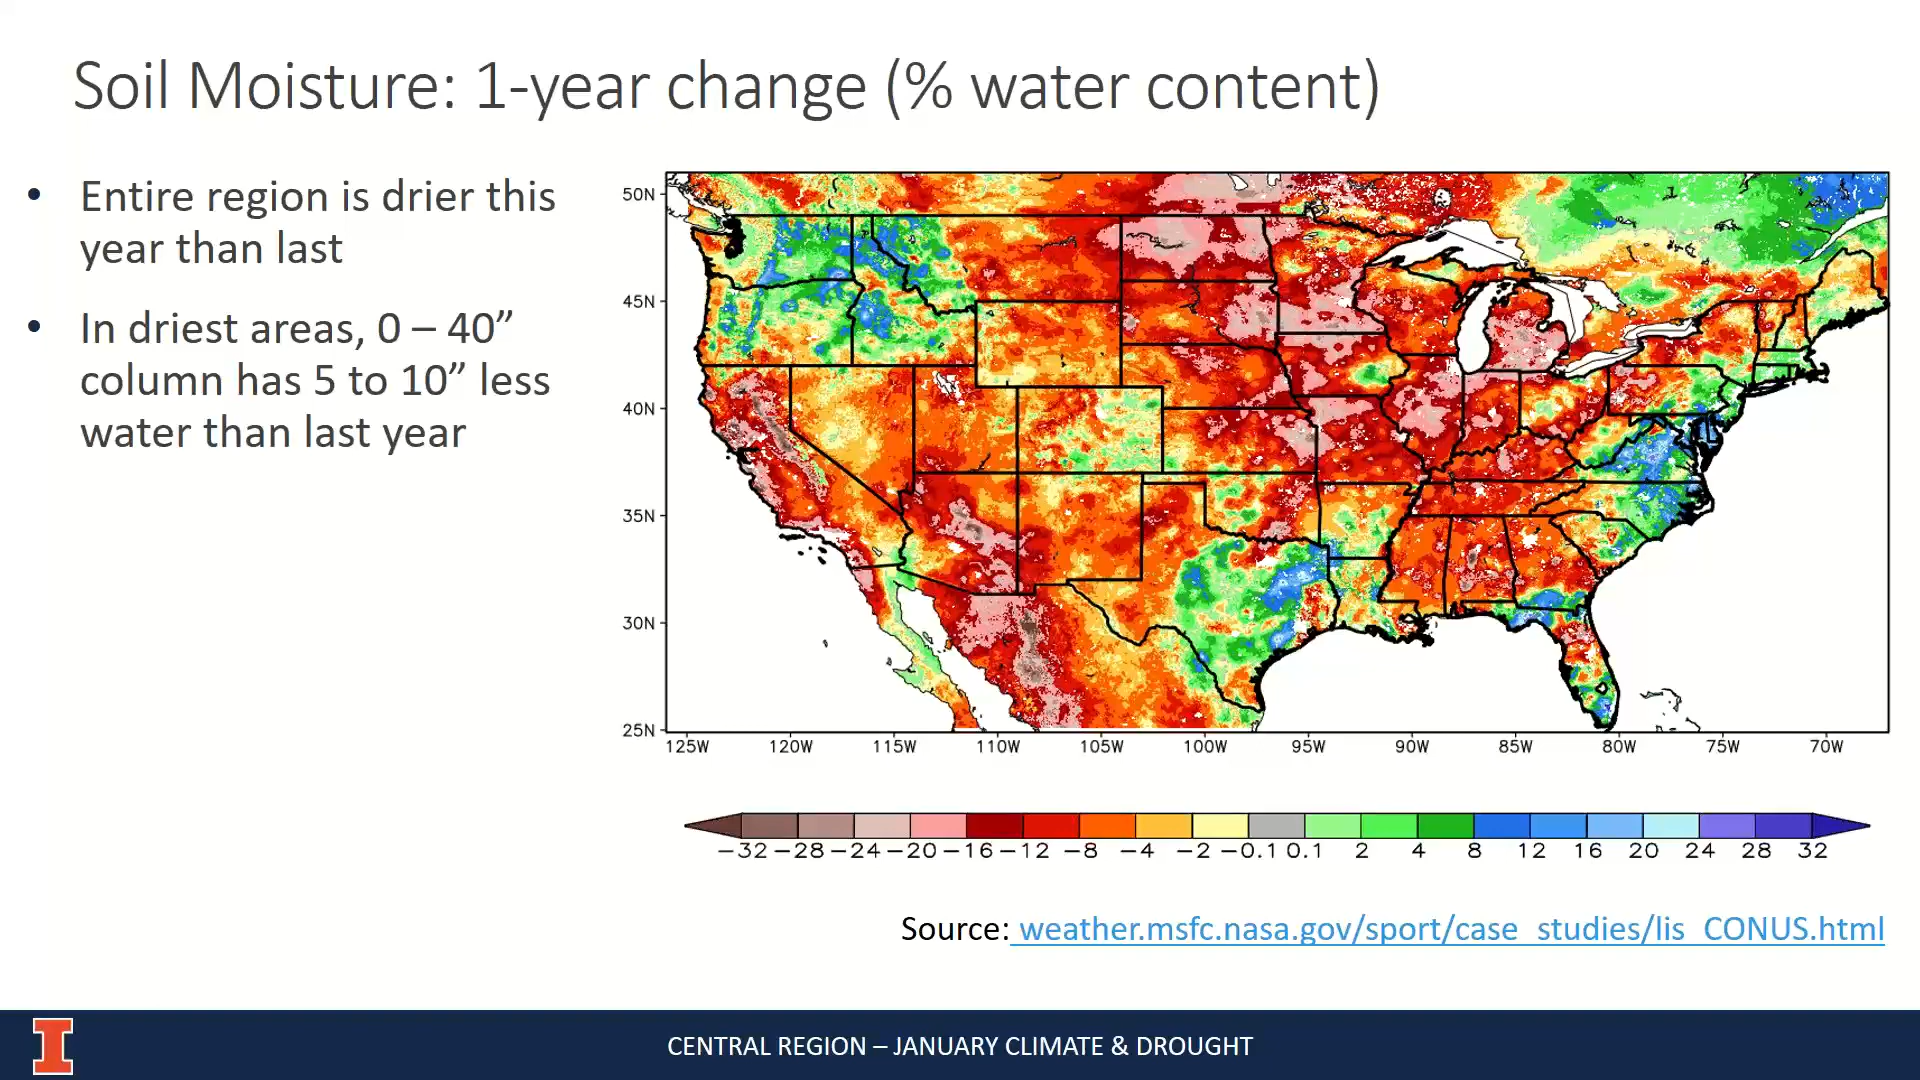 Soil Moisture: 1-year change (% water content)
• Entire region is drier this
year than last
• In driest areas, 0 – 40”
column has 5 to 10” less
water than last year
50N
45N
40N
35N
30N
25N
125W 120W 115W 110W 105W 100W 95W 90W 85W 80W 75W 70W
−32 −28 −24 −20 −16 −12 −8 −4 −2 −0.1 0.1 2 4 8 12 16 20 24 28 32
Source: weather.msfc.nasa.gov/sport/case_studies/lis_CONUS.html
I
CENTRAL REGION – JANUARY CLIMATE & DROUGHT